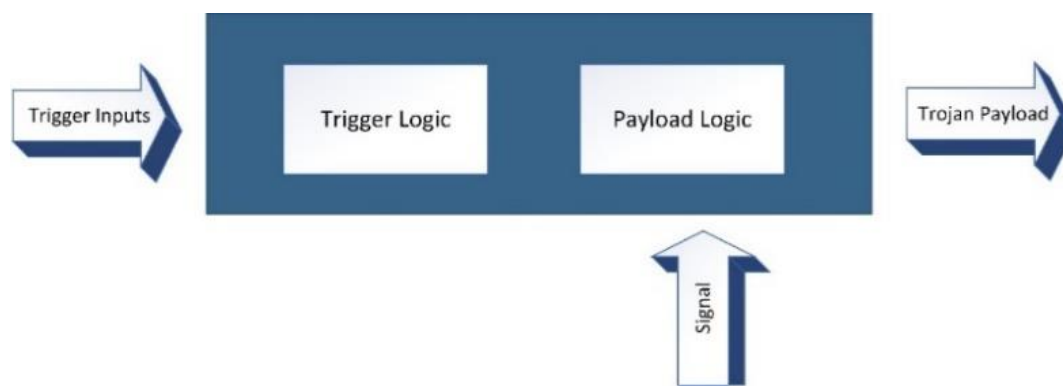 Trigger Inputs
Trigger Logic
Payload Logic
Trojan Payload
Signal